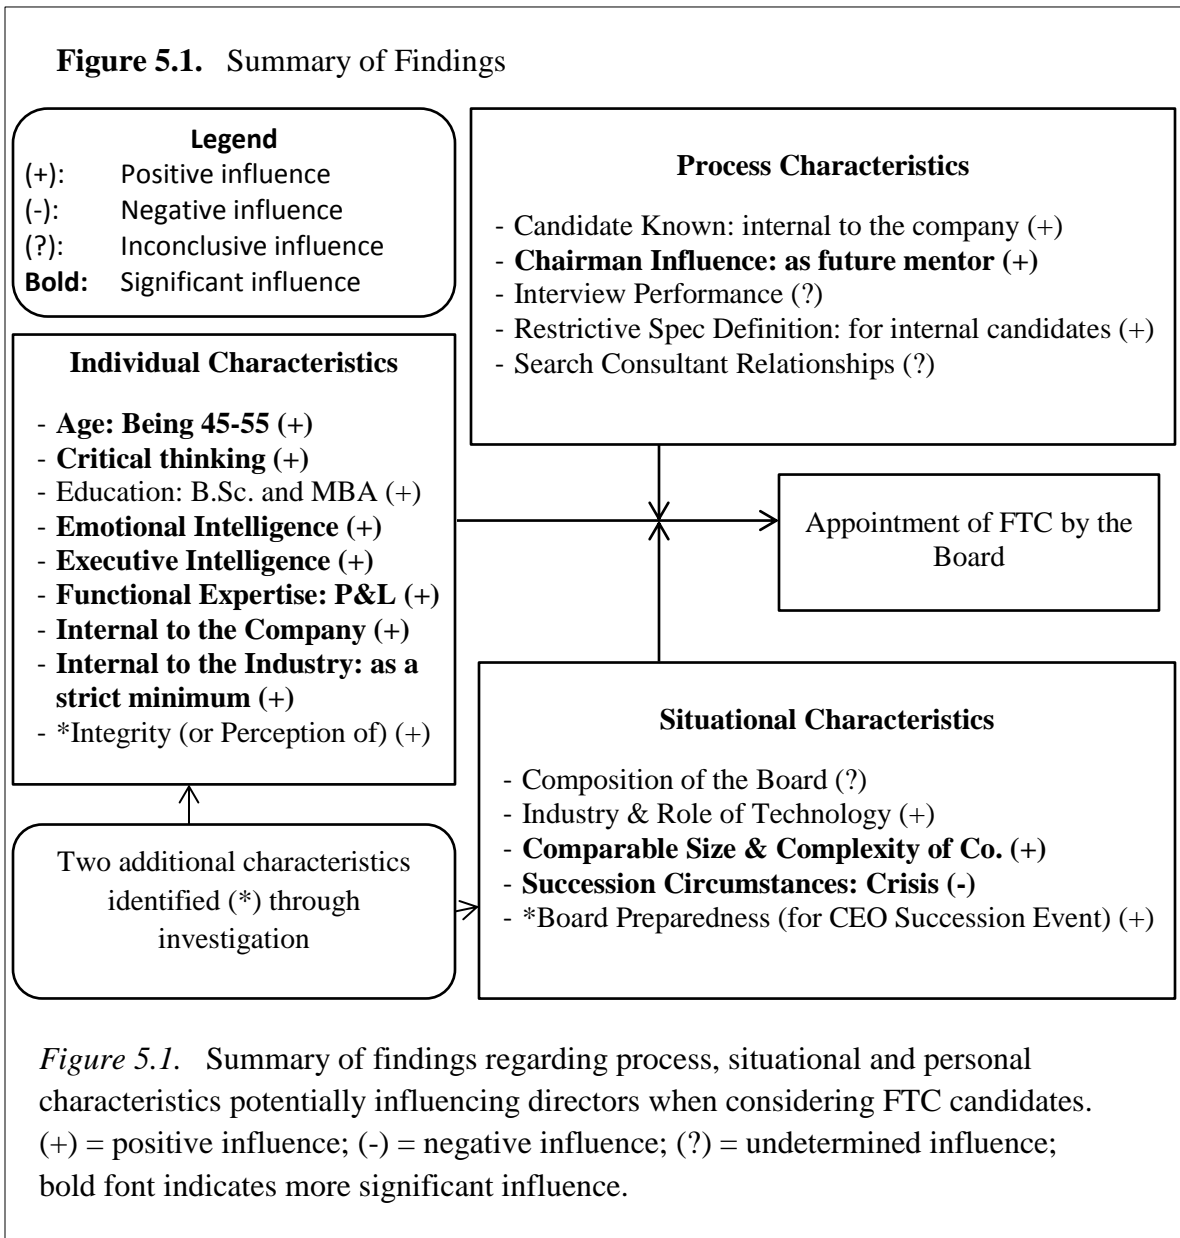 Figure 5.1. Summary of Findings
Legend
(+): Positive influence
(-): Negative influence
(?): Inconclusive influence
Bold: Significant influence
Process Characteristics
- Candidate Known: internal to the company (+)
- Chairman Influence: as future mentor (+)
- Interview Performance (?)
- Restrictive Spec Definition: for internal candidates (+)
- Search Consultant Relationships (?)
Individual Characteristics
- Age: Being 45-55 (+)
- Critical thinking (+)
- Education: B.Sc. and MBA (+)
- Emotional Intelligence (+)
- Executive Intelligence (+)
- Functional Expertise: P&L (+)
- Internal to the Company (+)
- Internal to the Industry: as a
strict minimum (+)
- *Integrity (or Perception of) (+)
Appointment of FTC by the
Board
Situational Characteristics
- Composition of the Board (?)
- Industry & Role of Technology (+)
- Comparable Size & Complexity of Co. (+)
- Succession Circumstances: Crisis (-)
- *Board Preparedness (for CEO Succession Event) (+)
Two additional characteristics
identified (*) through
investigation
Figure 5.1. Summary of findings regarding process, situational and personal
characteristics potentially influencing directors when considering FTC candidates.
(+) = positive influence; (-) = negative influence; (?) = undetermined influence;
bold font indicates more significant influence.